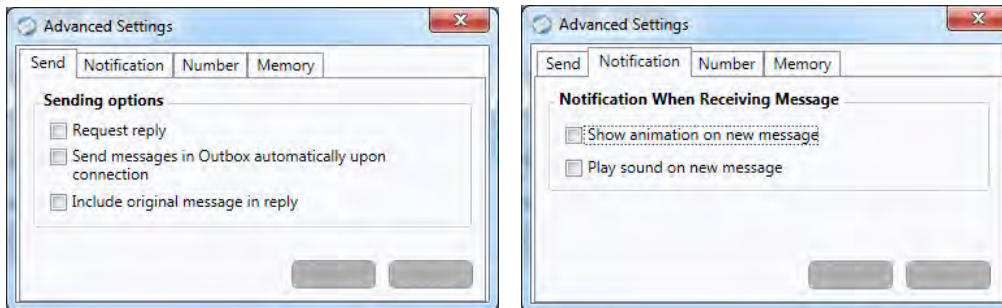 Advanced Settings
Send Notification Number Memory
Sending options
Request reply
Send messages in Outbox automatically upon
connection
Include original message in reply
Advanced Settings
Send Notification Number Memory
Notification When Receiving Message
Show animation on new message
Play sound on new message